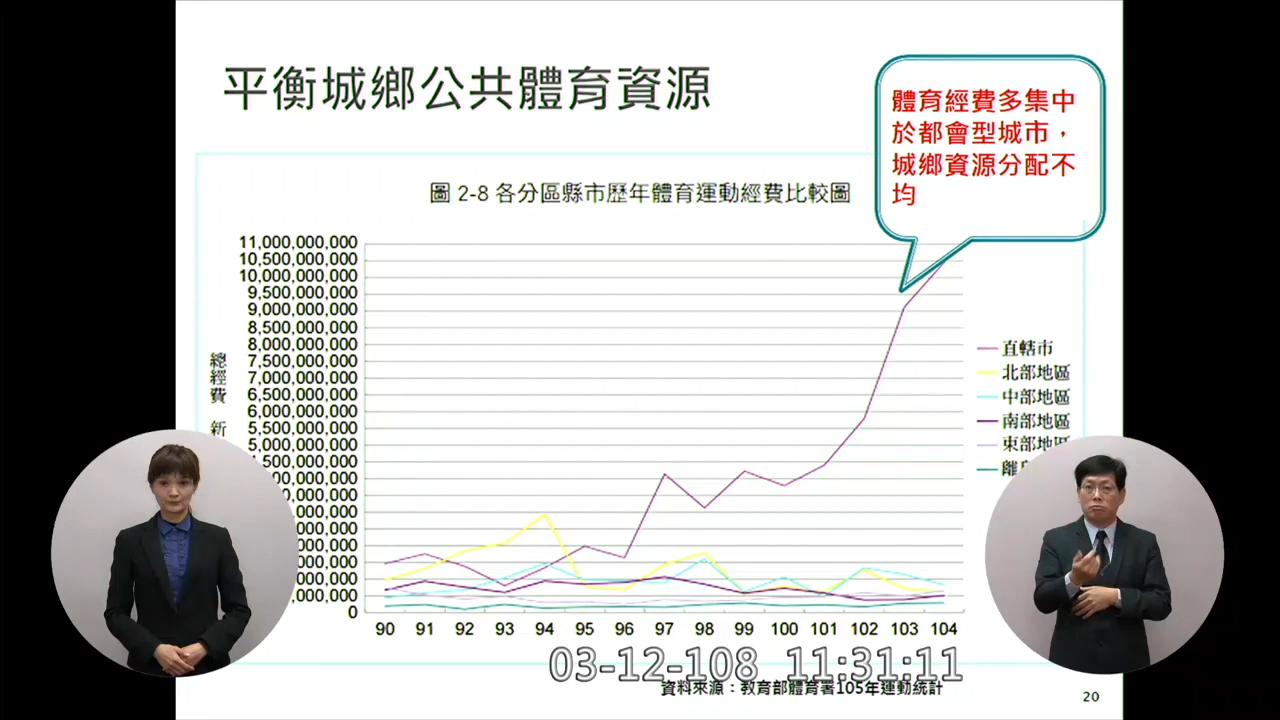 平衡城鄉公共體育資源
體育經費多集中
於都會型城市，
城鄉資源分配不
均
圖 2-8 各分區縣市歷年體育運動經費比較圖
總經費 新
11,000,000,000
10,500,000,000
10,000,000,000
9,500,000,000
9,000,000,000
8,500,000,000
8,000,000,000
7,500,000,000
7,000,000,000
6,500,000,000
6,000,000,000
5,500,000,000
5,000,000,000
0
90 91 92 93 94 95 96 97 98 99 100 101 102 103 104
直轄市
北部地區
中部地區
南部地區
東部地區
03-12-108 11:31:11
資料來源：教育部體育署105年運動統計
20